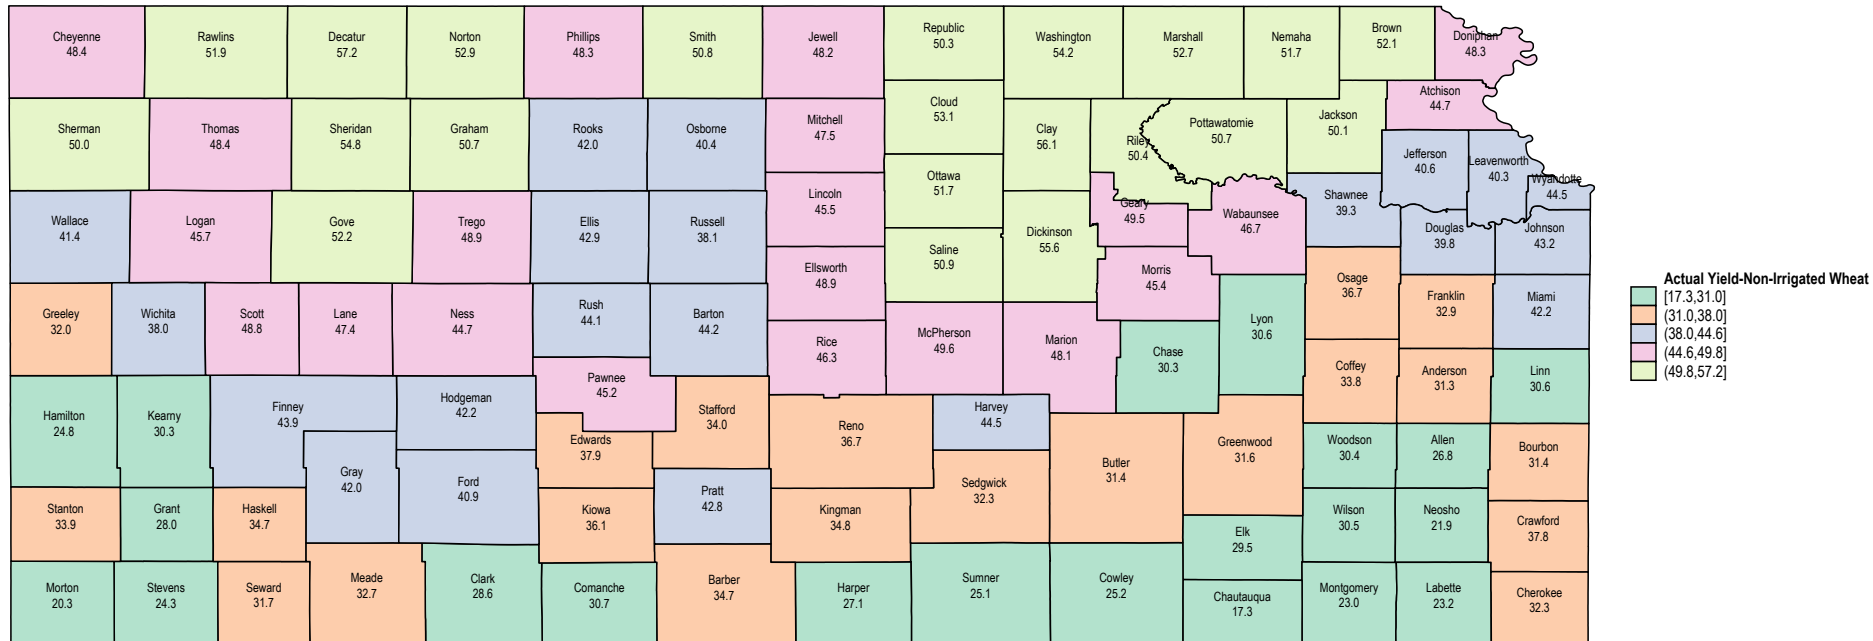 Cheyenne
48.4
Rawlins
51.9
Decatur
57.2
Norton
52.9
Phillips
48.3
Smith
50.8
Jewell
48.2
Republic
50.3
Washington
54.2
Marshall
52.7
Nemaha
51.7
Brown
52.1
Doniphan
48.3
Atchison
44.7
Sherman
50.0
Thomas
48.4
Sheridan
54.8
Graham
50.7
Rooks
42.0
Osborne
40.4
Mitchell
47.5
Cloud
53.1
Clay
56.1
Riley
50.4
Pottawatomie
50.7
Jackson
50.1
Jefferson
40.6
Leavenworth
40.3
Wyandotte
44.5
Wallace
41.4
Logan
45.7
Gove
52.2
Trego
48.9
Ellis
42.9
Russell
38.1
Lincoln
45.5
Ottawa
51.7
Saline
50.9
Dickinson
55.6
Geary
49.5
Wabaunsee
46.7
Shawnee
39.3
Douglas
39.8
Johnson
43.2
Ellsworth
48.9
Morris
45.4
Osage
36.7
Franklin
32.9
Miami
42.2
Greeley
32.0
Wichita
38.0
Scott
48.8
Lane
47.4
Ness
44.7
Rush
44.1
Barton
44.2
Rice
46.3
McPherson
49.6
Marion
48.1
Chase
30.3
Lyon
30.6
Coffey
33.8
Anderson
31.3
Linn
30.6
Hamilton
24.8
Kearny
30.3
Finney
43.9
Hodgeman
42.2
Pawnee
45.2
Stafford
34.0
Edwards
37.9
Reno
36.7
Harvey
44.5
Gray
42.0
Ford
40.9
Pratt
42.8
Sedgwick
32.3
Butler
31.4
Greenwood
31.6
Woodson
30.4
Allen
26.8
Bourbon
31.4
Stanton
33.9
Grant
28.0
Haskell
34.7
Kiowa
36.1
Kingman
34.8
Elk
29.5
Wilson
30.5
Neosho
21.9
Crawford
37.8
Morton
20.3
Stevens
24.3
Seward
31.7
Meade
32.7
Clark
28.6
Comanche
30.7
Barber
34.7
Harper
27.1
Sumner
25.1
Cowley
25.2
Chautauqua
17.3
Montgomery
23.0
Labette
23.2
Cherokee
32.3
Actual Yield-Non-Irrigated Wheat
[17.3,31.0]
(31.0,38.0]
(38.0,44.6]
(44.6,49.8]
(49.8,57.2]